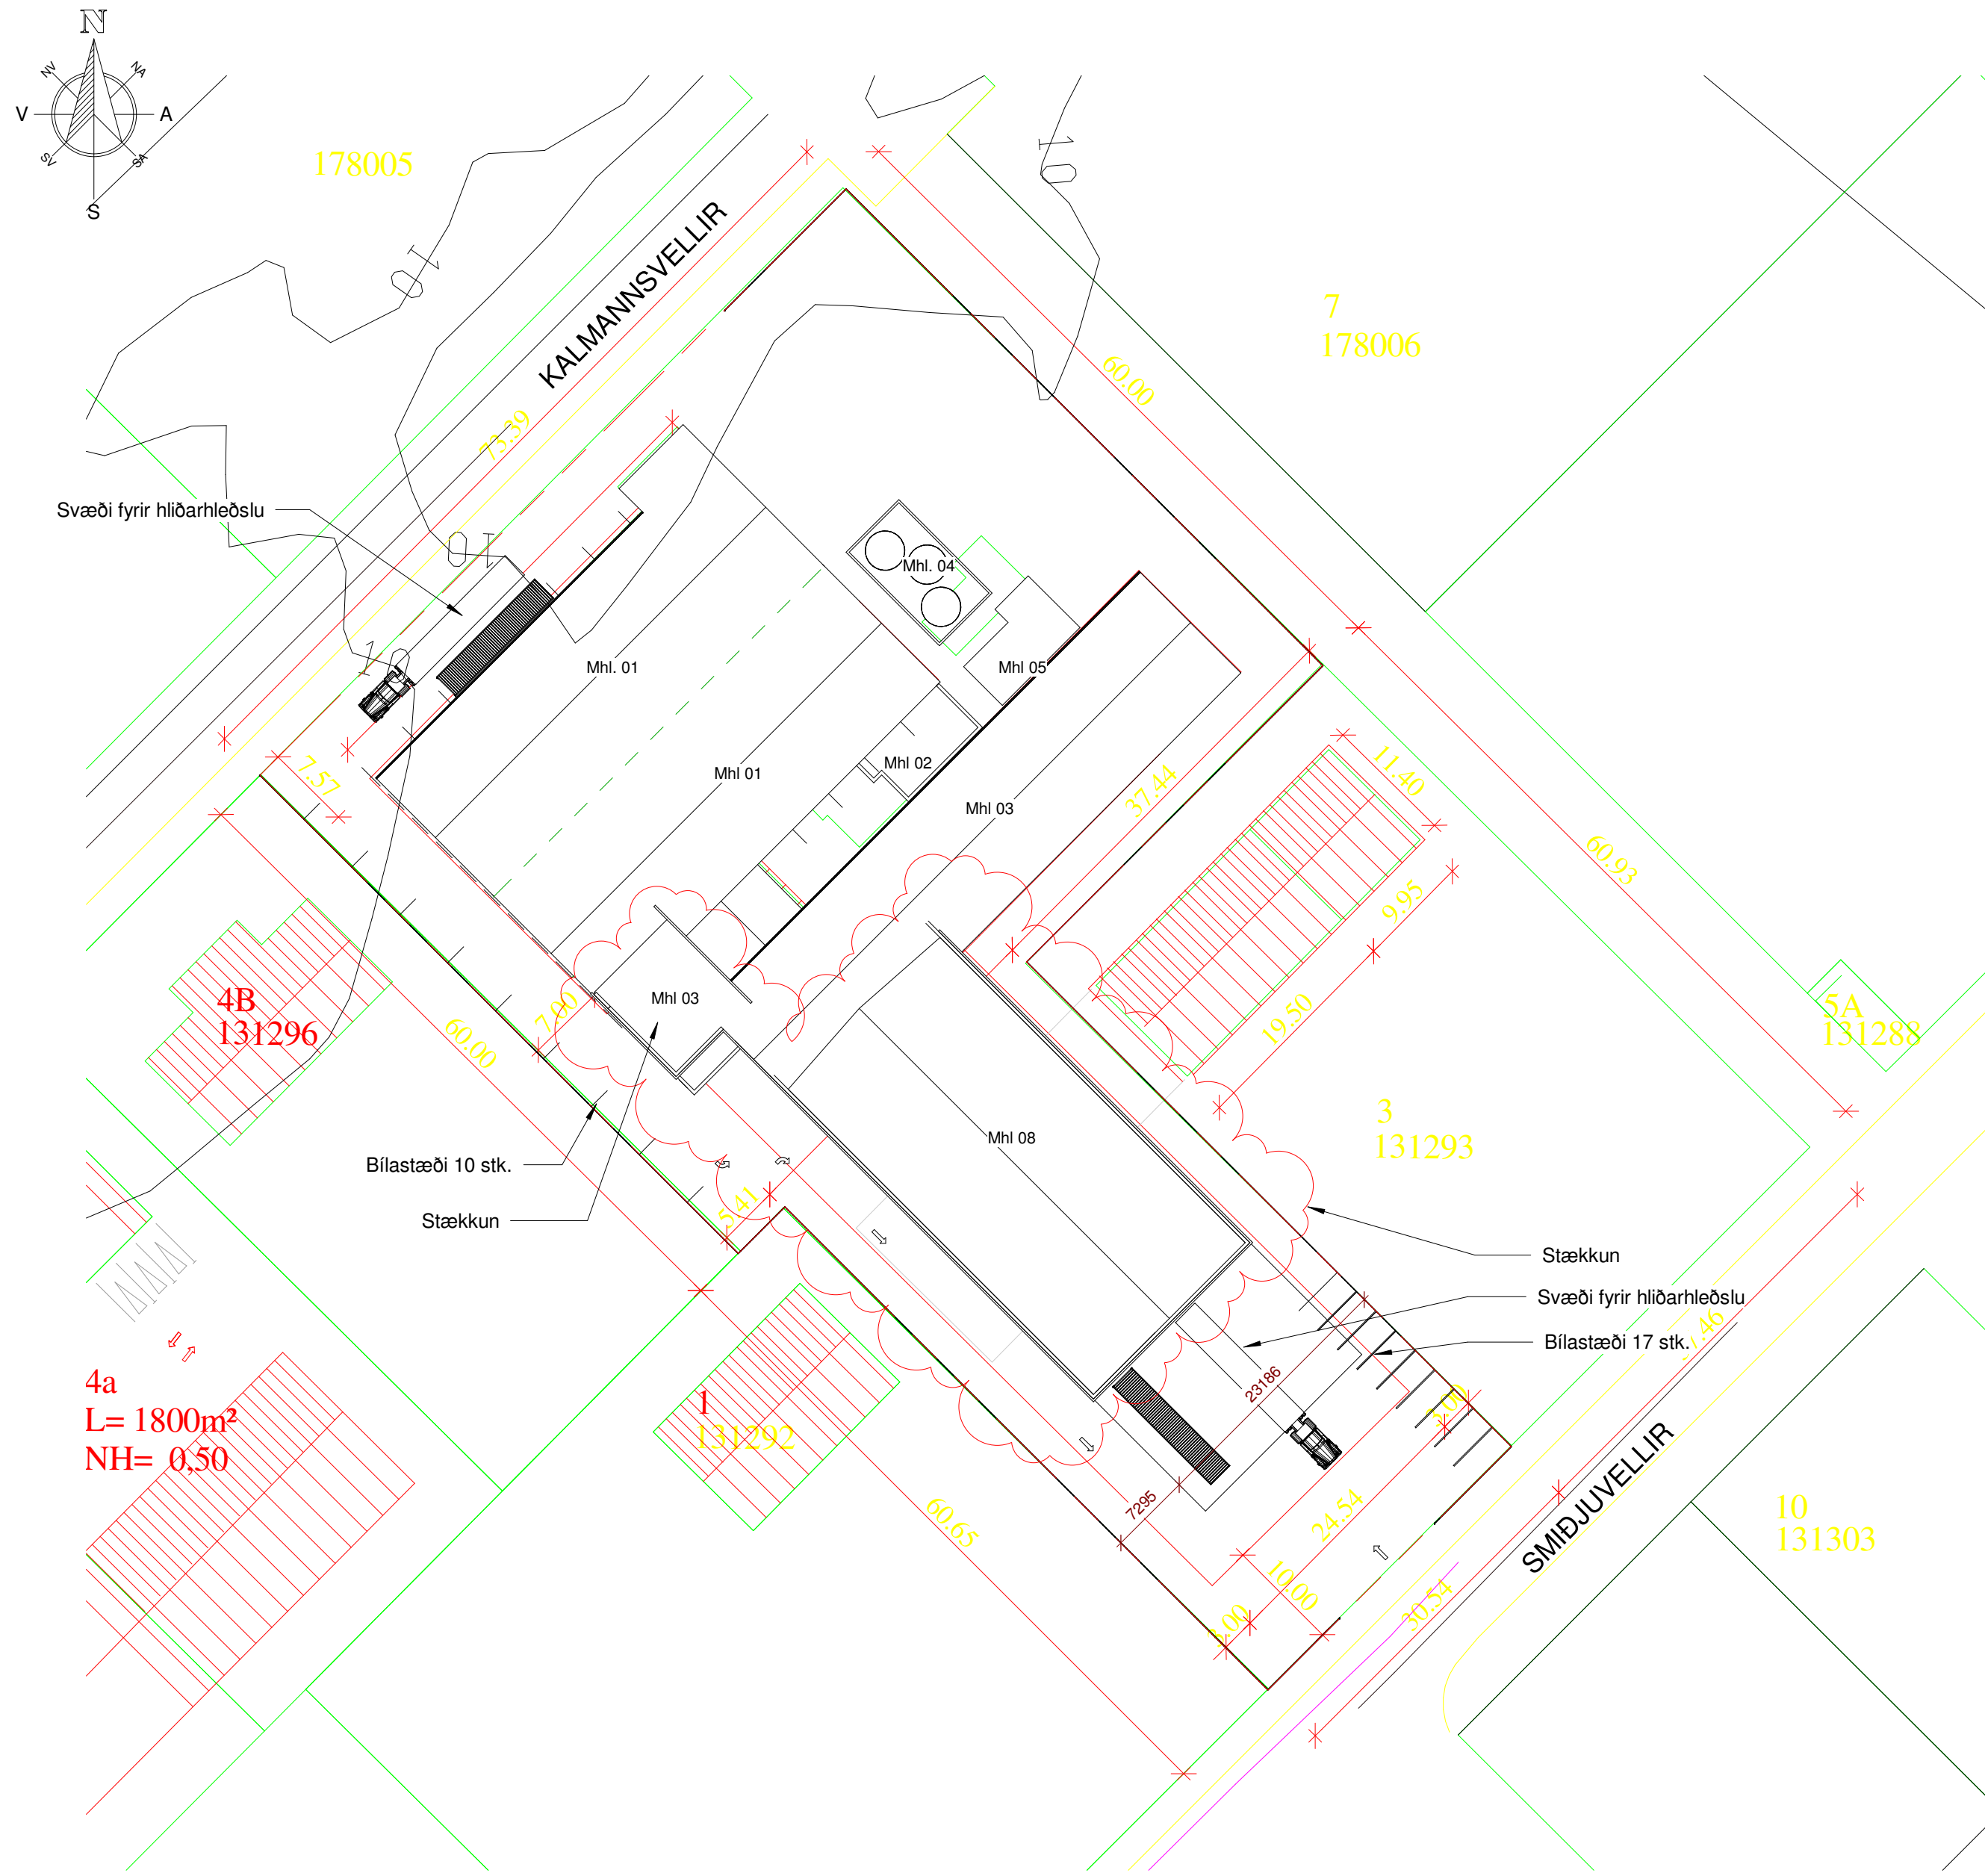 N
NV
NA
V
A
SV
SA
S
178005
10
10
KALMANNSVELLIR
7
178006
60.00
73.39
Svæði fyrir hliðarhleðslu
10
10
Mhl. 04
Mhl. 01
Mhl 05
Mhl 01
Mhl 02
Mhl 03
7.57
37.44
11.40
60.93
9.95
4B
131296
60.00
7.00
Mhl 03
19.50
5A
131288
3
131293
Mhl 08
Bílastæði 10 stk.
Stækkun
5.41
Stækkun
Svæði fyrir hliðarhleðslu
Bílastæði 17 stk.
4a
L= 1800m²
NH= 0,50
1
131292
23186
7295
60.65
24.54
10.00
30.54
SMIÐJUVELLIR
10
131303